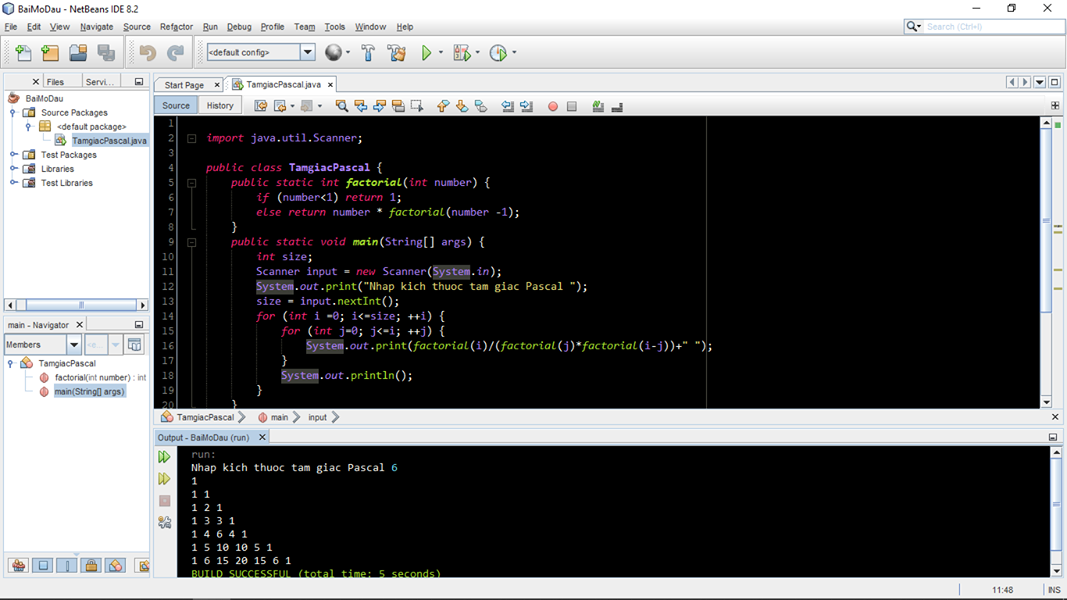 BaiMoDau - NetBeans IDE 8.2
File Edit View Navigate Source Refactor Run Debug Profile Team Tools Window Help
Search (Ctrl+I)
<default config>
Files Servi...
BaiMoDau
Source Packages
<default package>
TamgiacPascal.java
Test Packages
Libraries
Test Libraries
main - Navigator
Members
<e...
TamgiacPascal
factorial(int number) : int
main(String[] args)
Start Page TamgiacPascal.java
Source History
1
2 import java.util.Scanner;
3
4 public class TamgiacPascal {
5 public static int factorial(int number) {
6 if (number<1) return 1;
7 else return number * factorial(number -1);
8 }
9 public static void main(String[] args) {
10 int size;
11 Scanner input = new Scanner(System.in);
12 System.out.print("Nhap kich thuoc tam giac Pascal ");
13 size = input.nextInt();
14 for (int i =0; i<=size; ++i) {
15 for (int j=0; j<=i; ++j) {
16 System.out.print(factorial(i)/(factorial(j)*factorial(i-j))+" ");
17 }
18 System.out.println();
19 }
20 }
TamgiacPascal main input
Output - BaiMoDau (run)
run:
Nhap kich thuoc tam giac Pascal 6
1
1 1
1 2 1
1 3 3 1
1 4 6 4 1
1 5 10 10 5 1
1 6 15 20 15 6 1
BUILD SUCCESSFUL (total time: 5 seconds)
11:48 INS